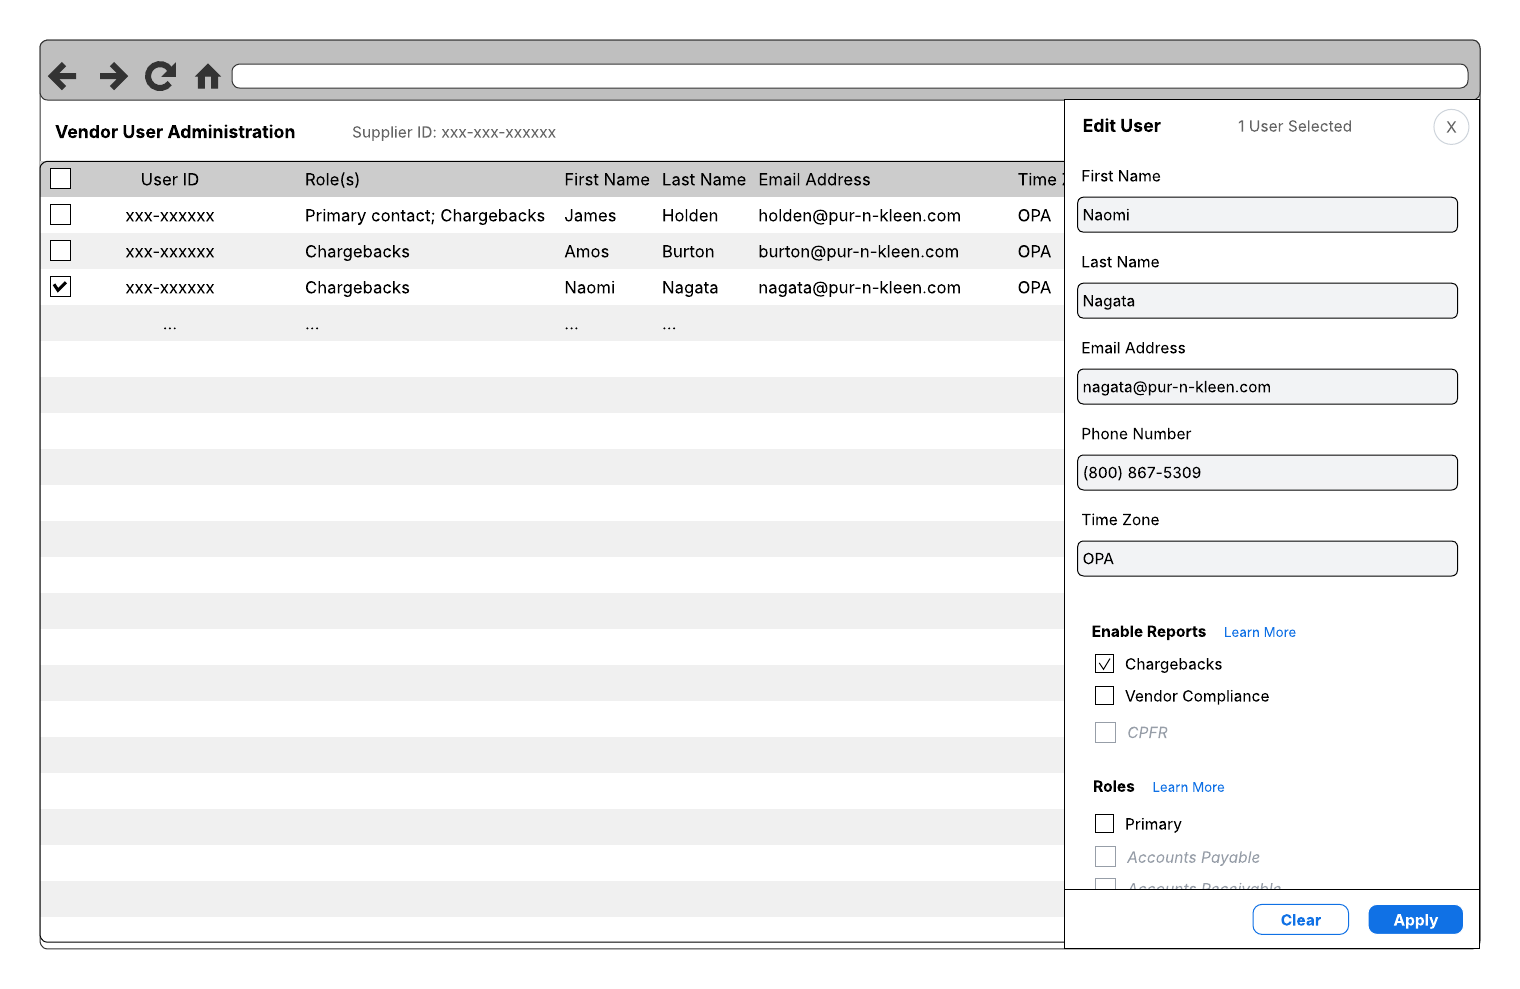 Vendor User Administration Supplier ID: xxx-xxx-xxxxxx
User ID Role(s) First Name Last Name Email Address Time
xxx-xxxxxx Primary contact; Chargebacks James Holden holden@pur-n-kleen.com OPA
xxx-xxxxxx Chargebacks Amos Burton burton@pur-n-kleen.com OPA
xxx-xxxxxx Chargebacks Naomi Nagata nagata@pur-n-kleen.com OPA
... ... ... ...
Edit User 1 User Selected X
First Name
Naomi
Last Name
Nagata
Email Address
nagata@pur-n-kleen.com
Phone Number
(800) 867-5309
Time Zone
OPA
Enable Reports Learn More
Chargebacks
Vendor Compliance
CPFR
Roles Learn More
Primary
Accounts Payable
Accounts Receivable
Clear Apply